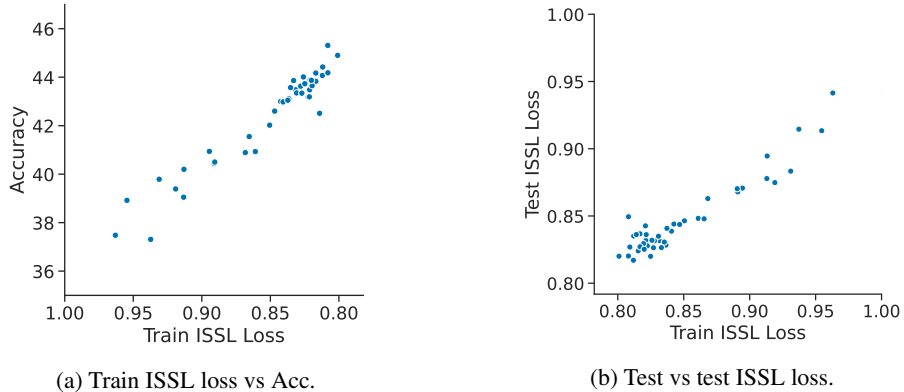 46
44
42
40
38
36
Accuracy
1.00 0.95 0.90 0.85 0.80
Train ISSL Loss
(a) Train ISSL loss vs Acc.
1.00
0.95
0.90
0.85
0.80
Test ISSL Loss
0.80 0.85 0.90 0.95 1.00
Train ISSL Loss
(b) Test vs test ISSL loss.